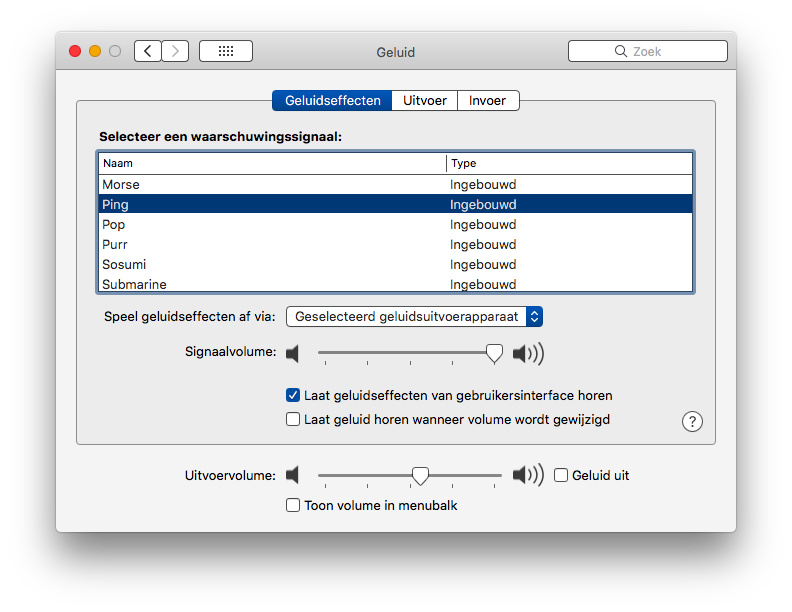 Geluid
Zoek
Geluidseffecten Uitvoer Invoer
Selecteer een waarschuwingssignaal:
Naam Type
Morse Ingebouwd
Ping Ingebouwd
Pop Ingebouwd
Purr Ingebouwd
Sosumi Ingebouwd
Submarine Ingebouwd
Speel geluidseffecten af via: Geselecteerd geluidsuitvoerapparaat
Signaalvolume:
Laat geluidseffecten van gebruikersinterface horen
Laat geluid horen wanneer volume wordt gewijzigd
?
Uitvoervolume: Geluid uit
Toon volume in menubalk